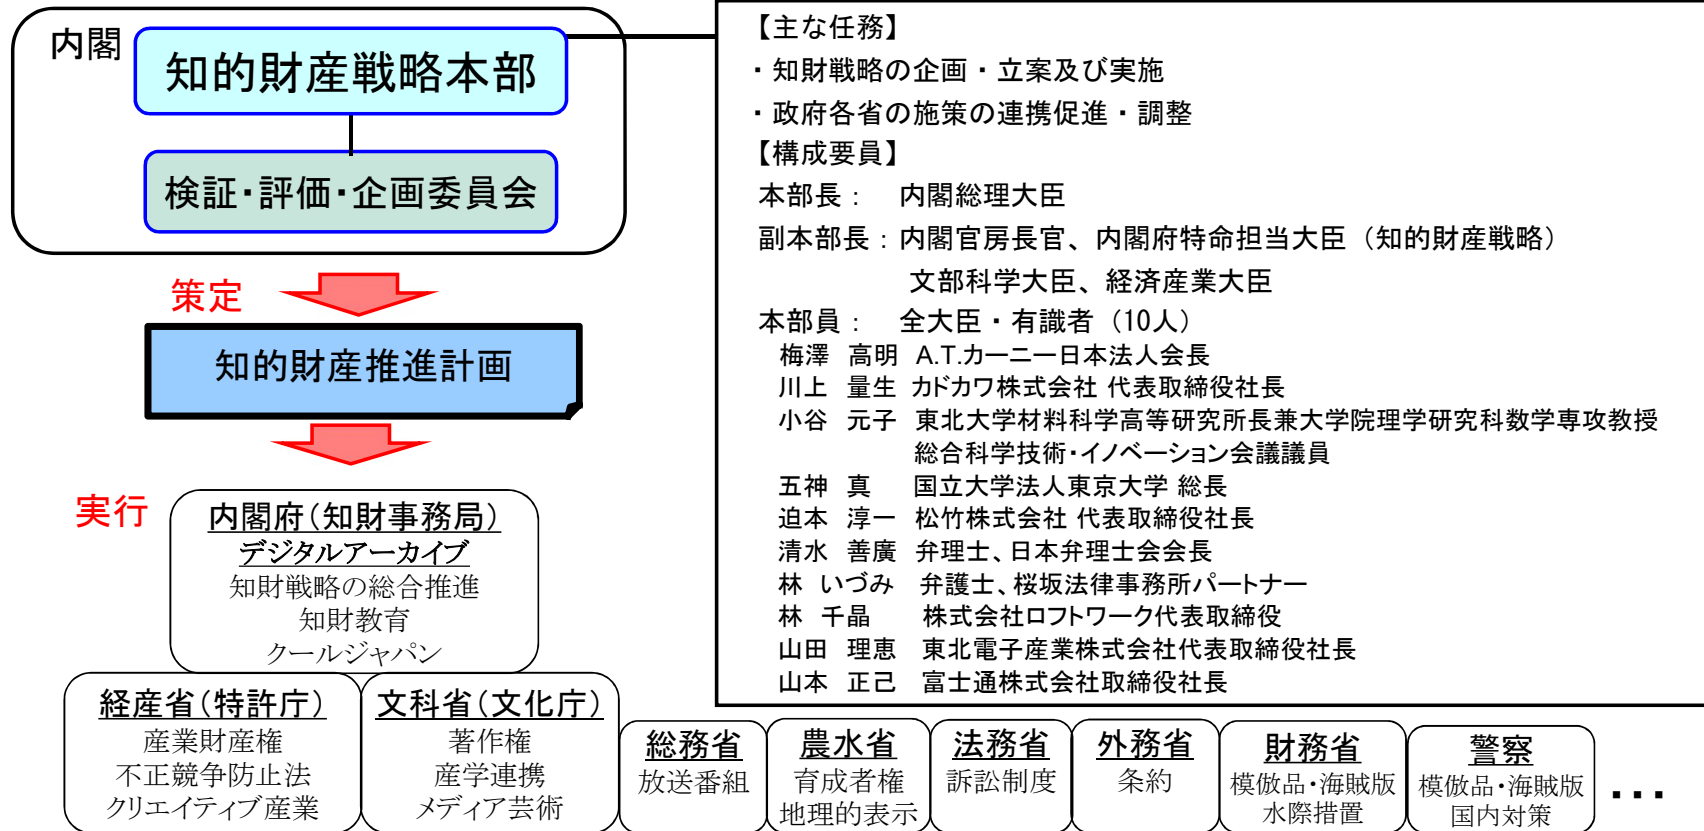 内閣
知的財産戦略本部
検証・評価・企画委員会
策定
知的財産推進計画
実行
内閣府（知財事務局）
デジタルアーカイブ
知財戦略の総合推進
知財教育
クールジャパン
経産省（特許庁）
産業財産権
不正競争防止法
クリエイティブ産業
文科省（文化庁）
著作権
産学連携
メディア芸術
総務省
放送番組
農水省
育成者権
地理的表示
法務省
訴訟制度
外務省
条約
財務省
模倣品・海賊版
水際措置
警察
模倣品・海賊版
国内対策
・・・
【主な任務】
・知財戦略の企画・立案及び実施
・政府各省の施策の連携促進・調整
【構成要員】
本部長： 内閣総理大臣
副本部長：内閣官房長官、内閣府特命担当大臣（知的財産戦略）
文部科学大臣、経済産業大臣
本部員： 全大臣・有識者（10人）
梅澤 高明 A.T.カーニー日本法人会長
川上 量生 カドカワ株式会社 代表取締役社長
小谷 元子 東北大学材料科学高等研究所長兼大学院理学研究科数学専攻教授
総合科学技術・イノベーション会議議員
五神 真 国立大学法人東京大学 総長
迫本 淳一 松竹株式会社 代表取締役社長
清水 善廣 弁理士、日本弁理士会会長
林 いづみ 弁護士、桜坂法律事務所パートナー
林 千晶 株式会社ロフトワーク代表取締役
山田 理恵 東北電子産業株式会社代表取締役社長
山本 正己 富士通株式会社取締役社長